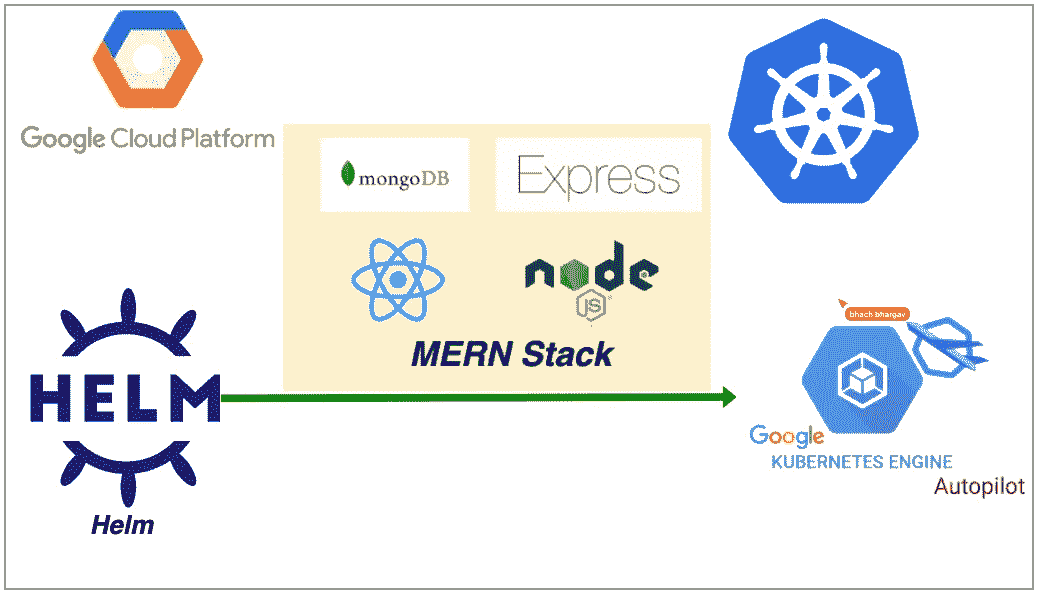 Google Cloud Platform
mongoDB
Express
node
JS
MERN Stack
HELM
Helm
bhach bhargav
Google
KUBERNETES ENGINE
Autopilot